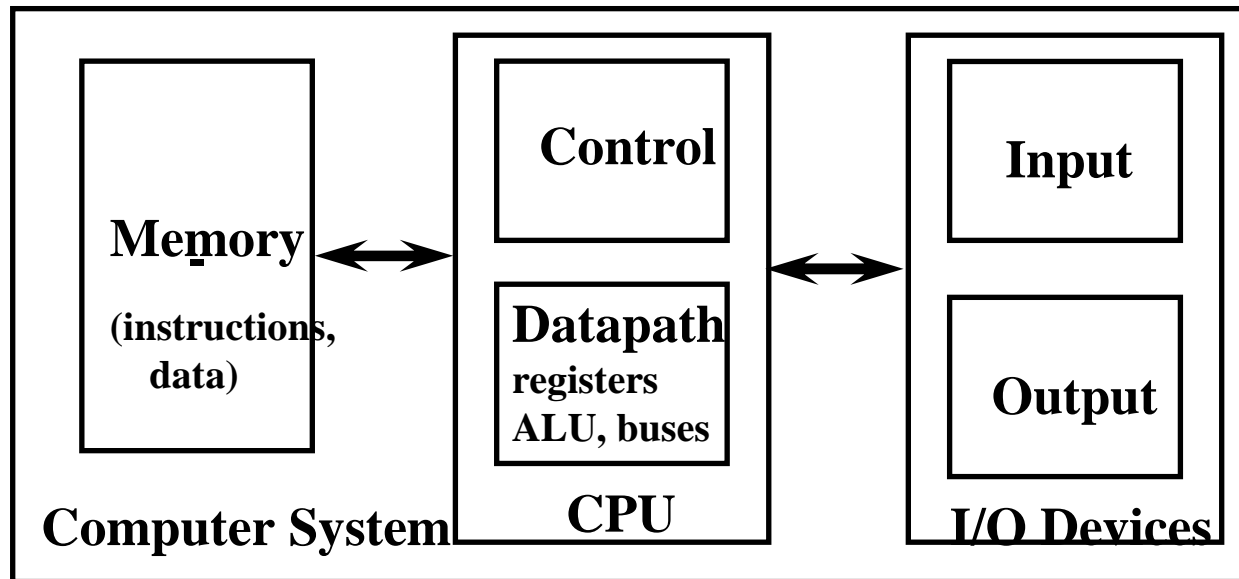 Memory
(instructions,
data)
Control
Datapath
registers
ALU, buses
CPU
Input
Output
I/O Devices
Computer System